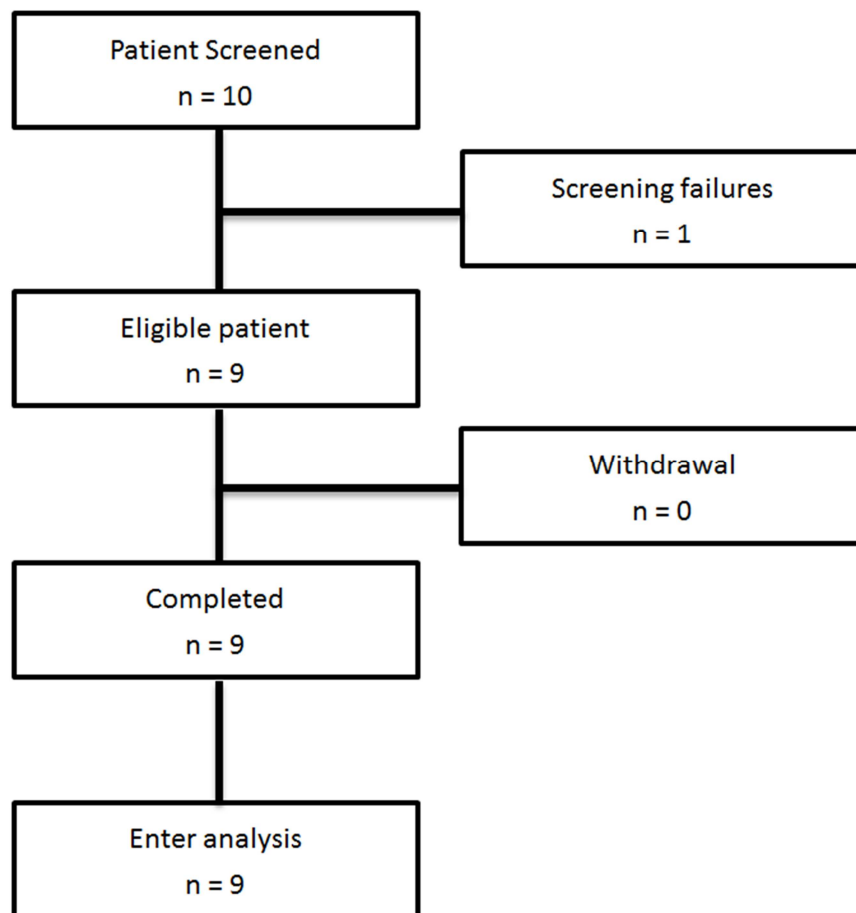 Patient Screened
n = 10
Screening failures
n = 1
Eligible patient
n = 9
Withdrawal
n = 0
Completed
n = 9
Enter analysis
n = 9